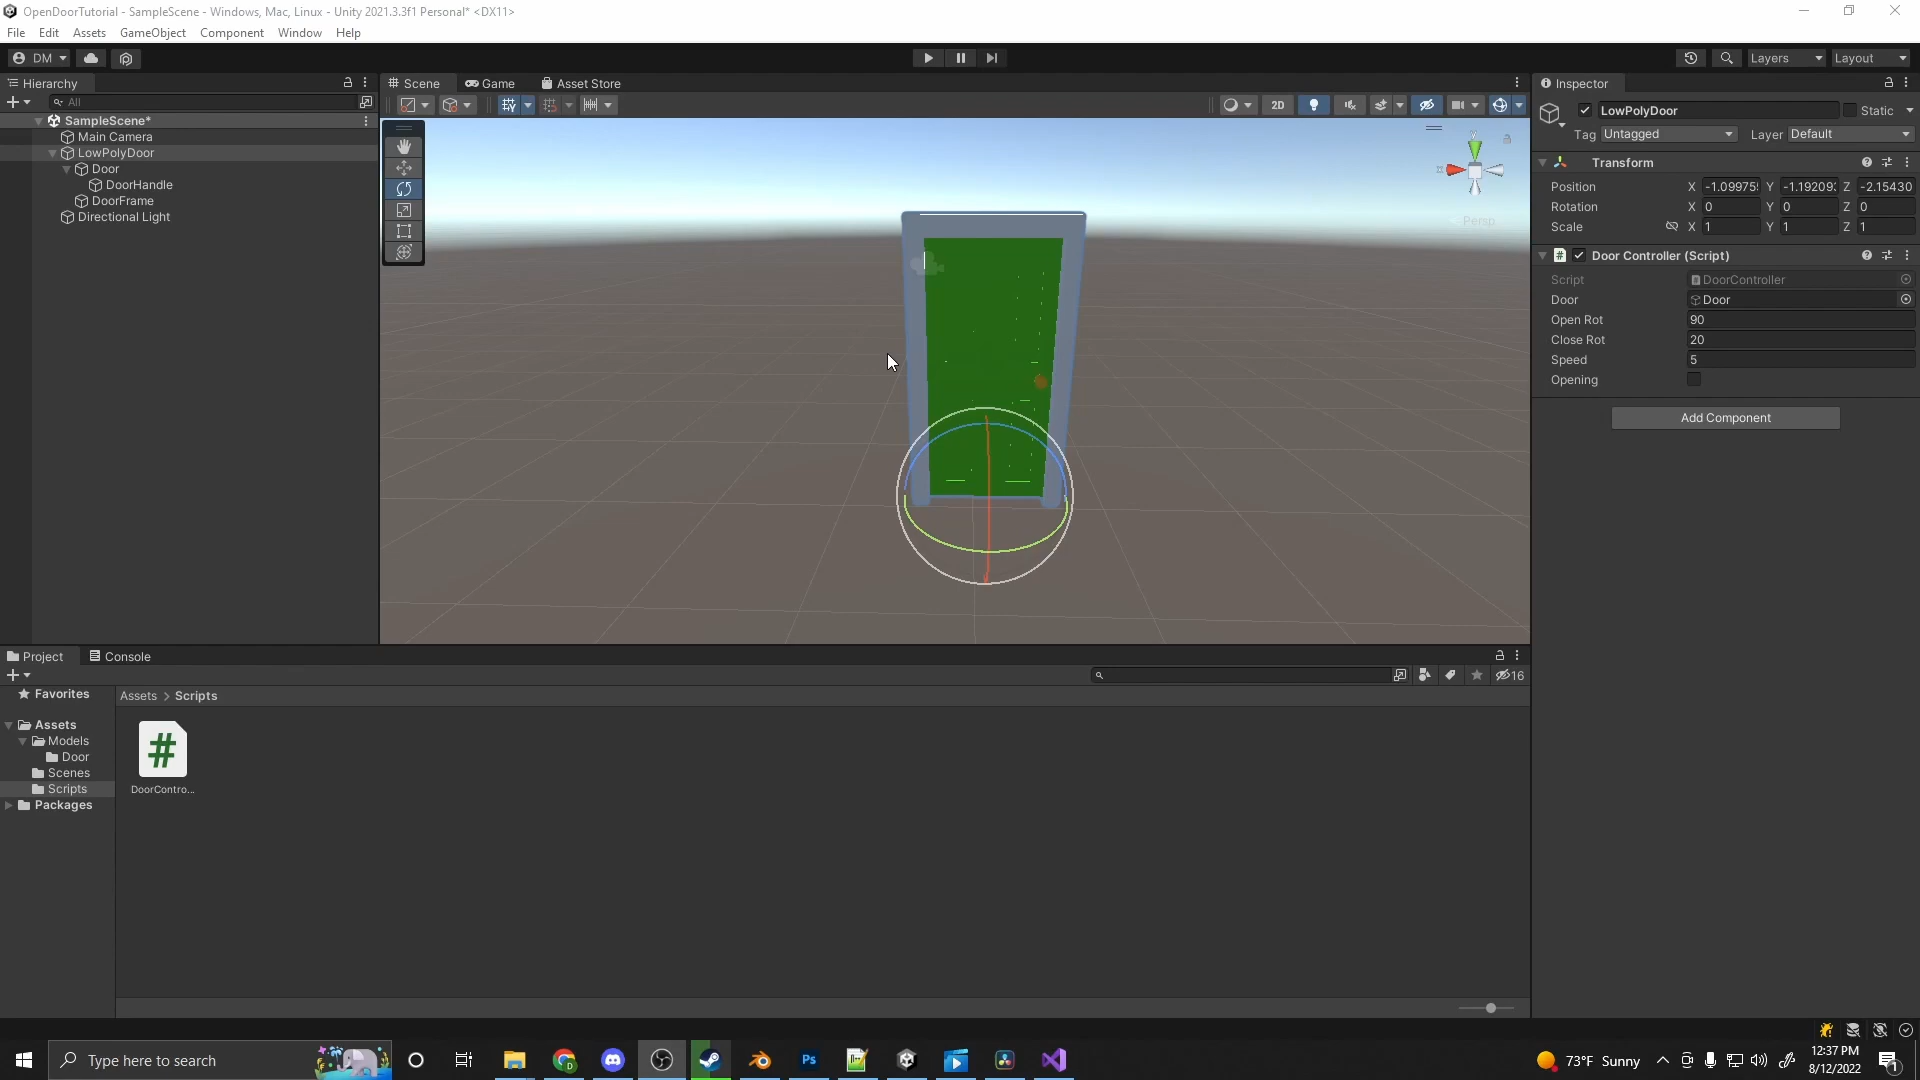 OpenDoorTutorial - SampleScene - Windows, Mac, Linux - Unity 2021.3.3f1 Personal* <DX11>
File Edit Assets GameObject Component Window Help
DM
Layers Layout
Hierarchy
All
SampleScene*
Main Camera
LowPolyDoor
Door
DoorHandle
DoorFrame
Directional Light
Scene Game Asset Store
2D
Y
Persp
Inspector
LowPolyDoor Static
Tag Untagged Layer Default
Transform
Position X -1.09975 Y -1.19209 Z -2.15430
Rotation X 0 Y 0 Z 0
Scale X 1 Y 1 Z 1
Door Controller (Script)
Script DoorController
Door Door
Open Rot 90
Close Rot 20
Speed 5
Opening
Add Component
Project Console
16
Favorites
Assets
Models
Door
Scenes
Scripts
Packages
Assets > Scripts
#
DoorContro...
Type here to search
D
Ps
73°F Sunny
12:37 PM
8/12/2022
1